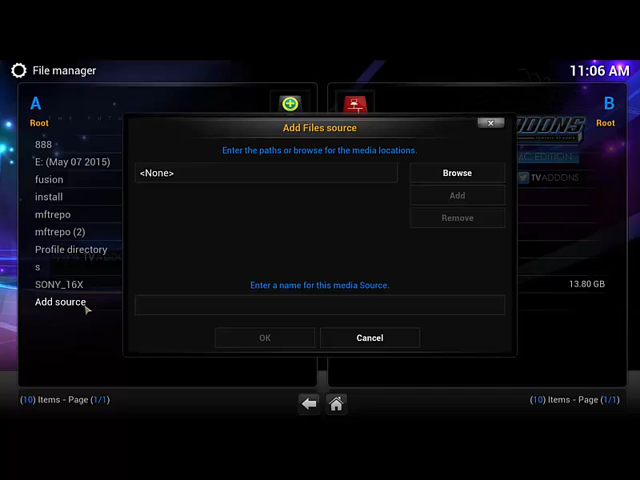 File manager
11:06 AM
A
B
Root
Root
888
E: (May 07 2015)
fusion
install
mftrepo
mftrepo (2)
Profile directory
s
SONY_16X
13.80 GB
Add source
Add Files source
Enter the paths or browse for the media locations.
<None>
Browse
Add
Remove
Enter a name for this media Source.
OK
Cancel
EDITION
TVADDONS
(10) Items - Page (1/1)
(10) Items - Page (1/1)